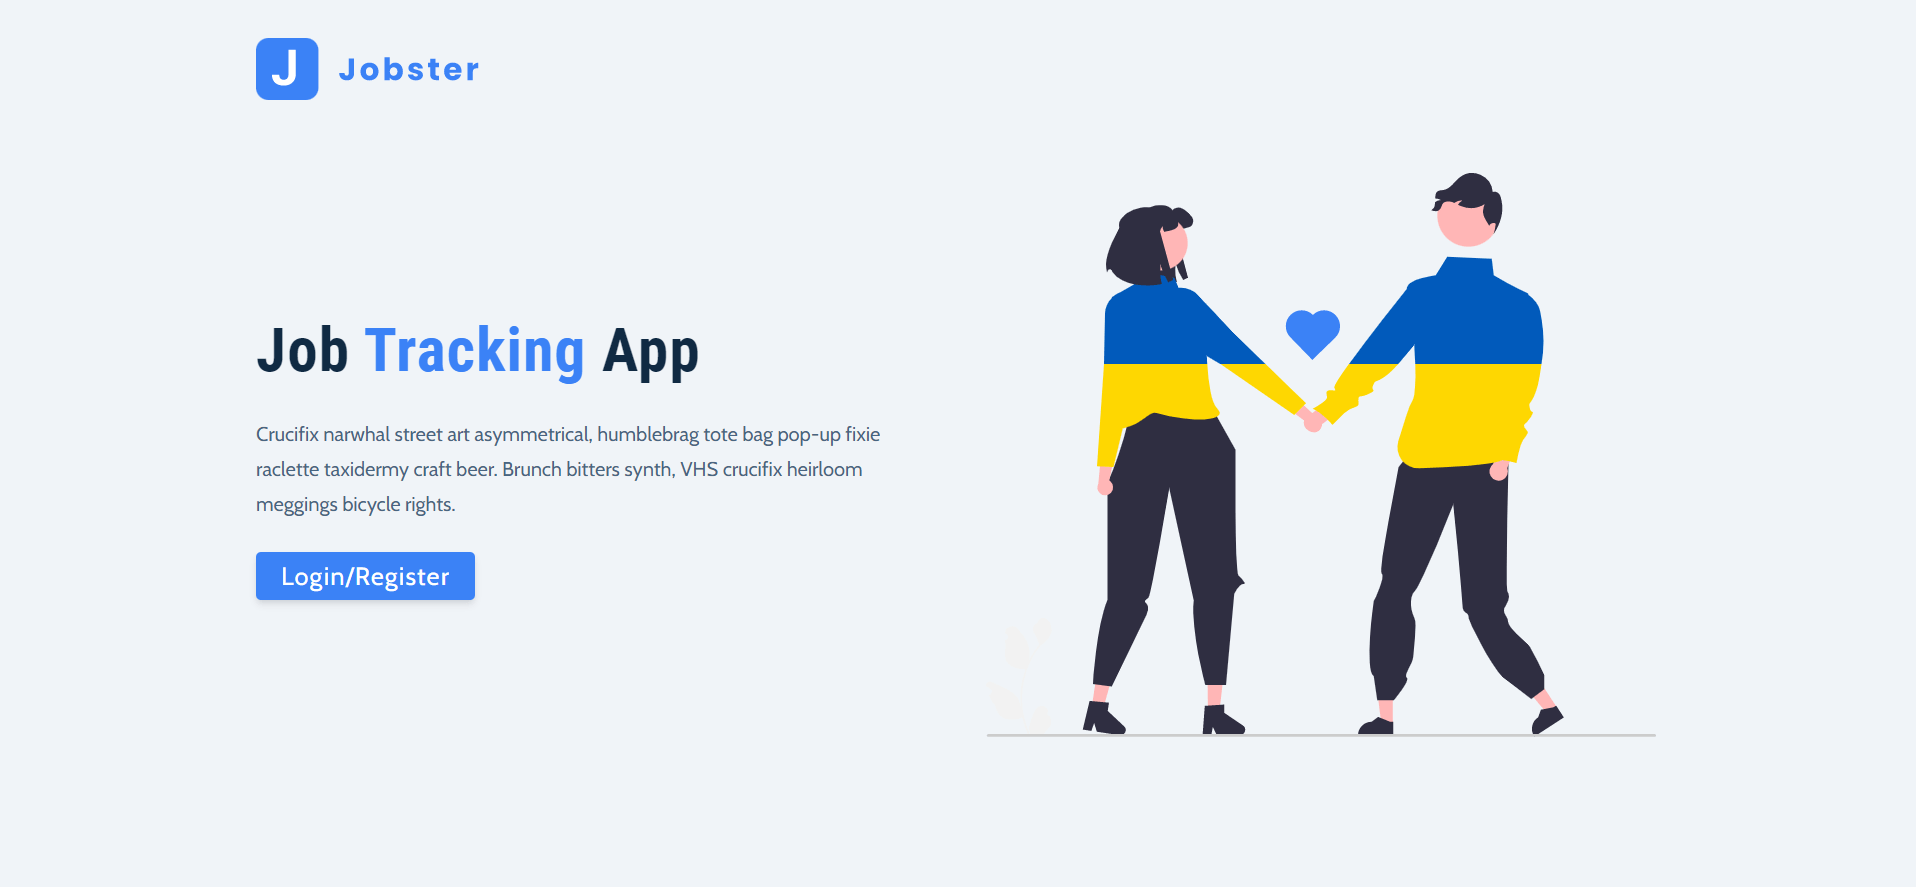 J Jobster
Job Tracking App
Crucifix narwhal street art asymmetrical, humblebrag tote bag pop-up fixie
raclette taxidermy craft beer. Brunch bitters synth, VHS crucifix heirloom
meggings bicycle rights.
Login/Register